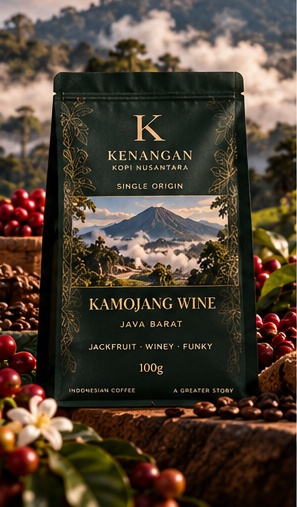 K
KENANGAN
KOPI NUSANTARA
SINGLE ORIGIN
KAMOJANG WINE
JAVA BARAT
JACKFRUIT · WINEY · FUNKY
100g
INDONESIAN COFFEE
A GREATER STORY